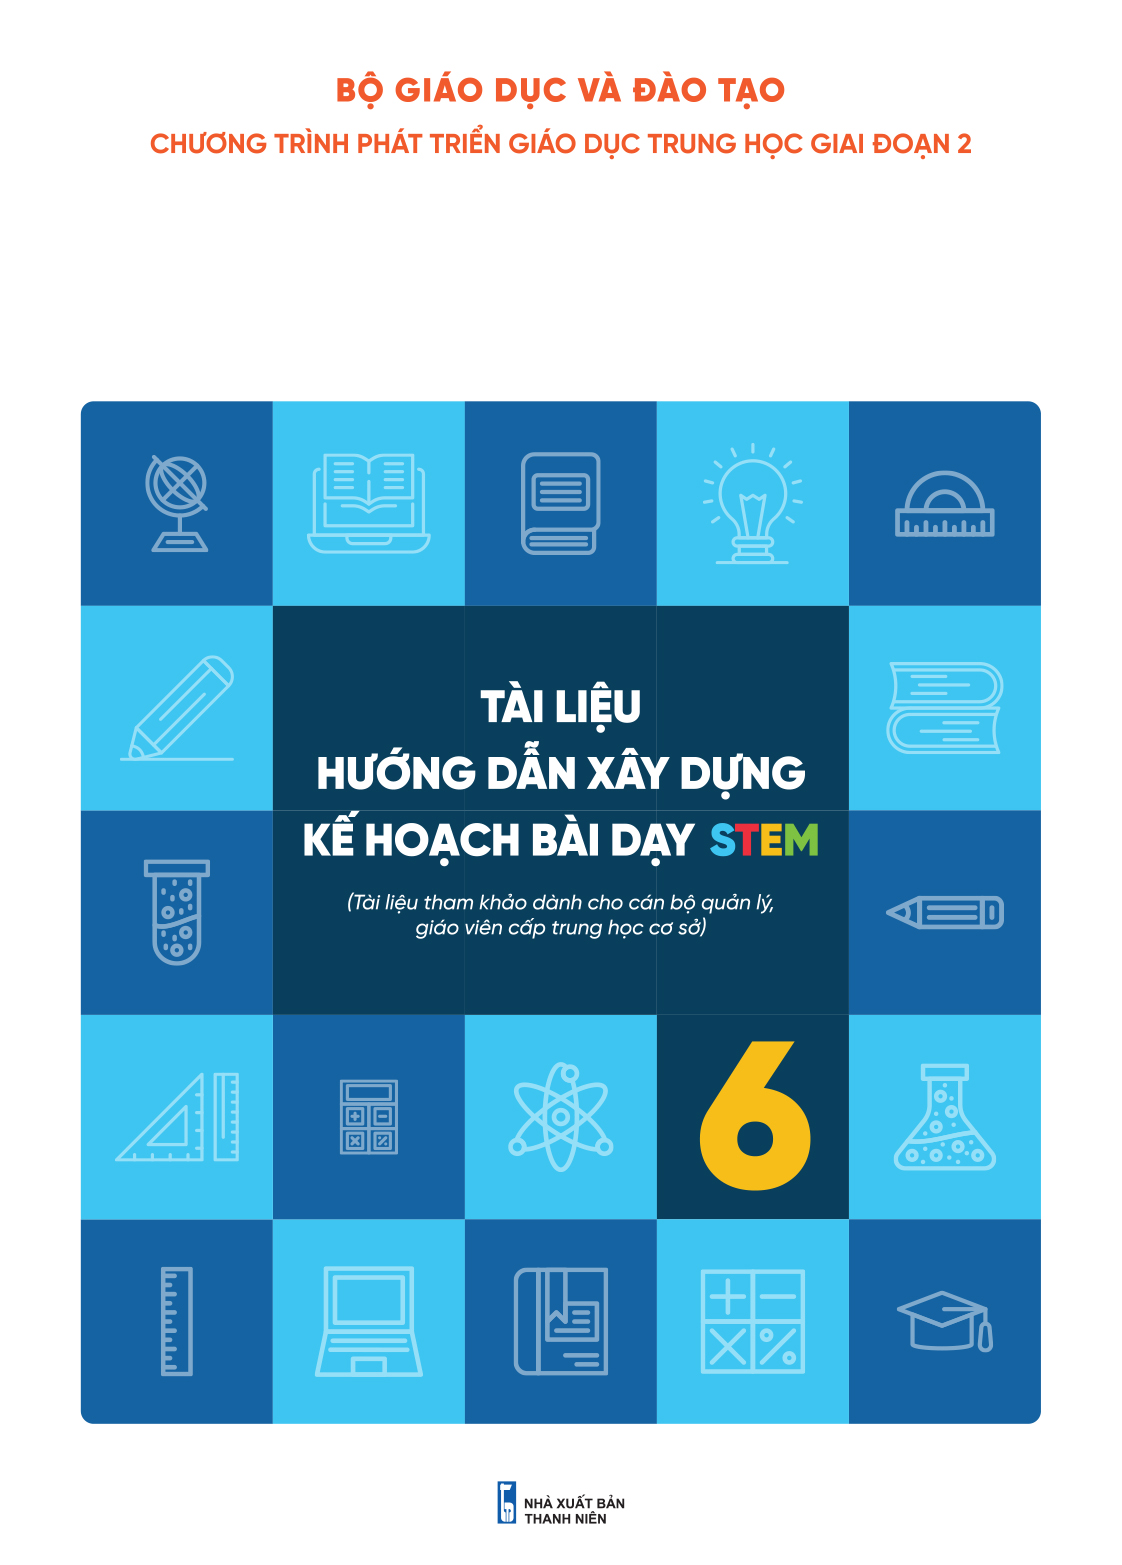 BỘ GIÁO DỤC VÀ ĐÀO TẠO
CHƯƠNG TRÌNH PHÁT TRIỂN GIÁO DỤC TRUNG HỌC GIAI ĐOẠN 2
TÀI LIỆU
HƯỚNG DẪN XÂY DỰNG
KẾ HOẠCH BÀI DẠY STEM
(Tài liệu tham khảo dành cho cán bộ quản lý,
giáo viên cấp trung học cơ sở)
6
NHÀ XUẤT BẢN
THANH NIÊN